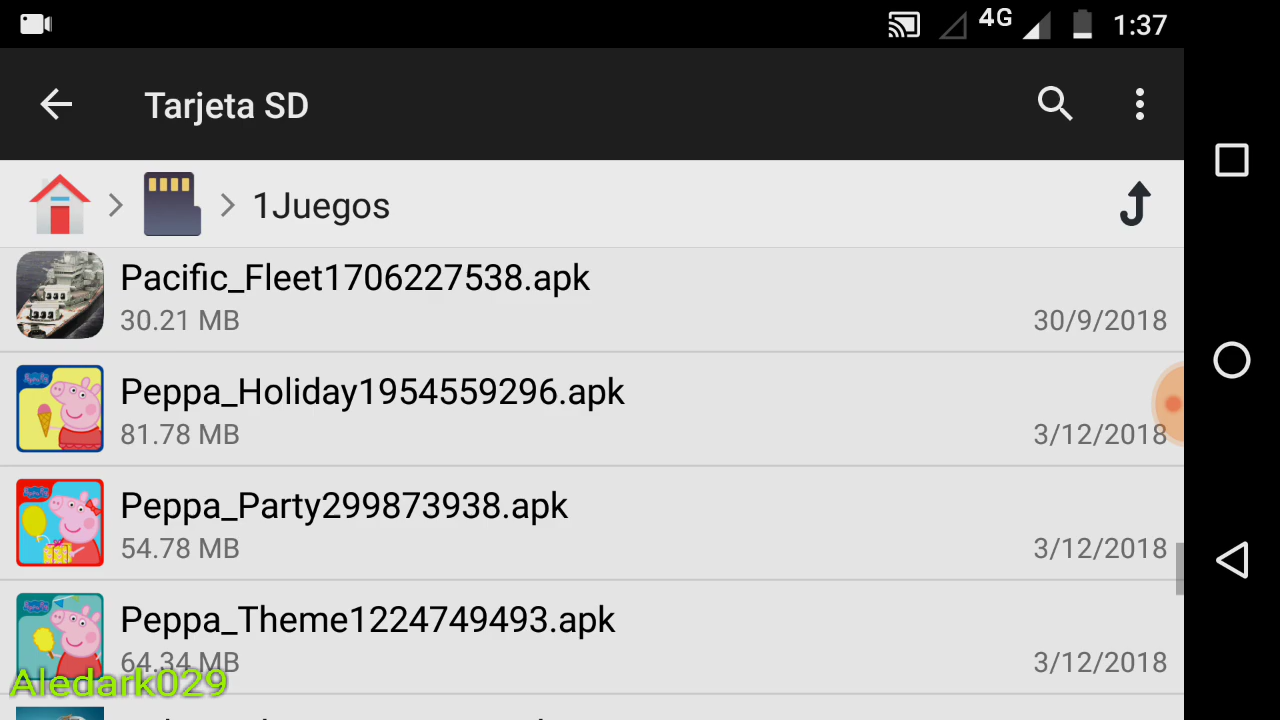 4G 1:37
Tarjeta SD
1Juegos
Pacific_Fleet1706227538.apk
30.21 MB 30/9/2018
Peppa_Holiday1954559296.apk
81.78 MB 3/12/2018
Peppa_Party299873938.apk
54.78 MB 3/12/2018
Peppa_Theme1224749493.apk
64.34 MB 3/12/2018
Aledark029